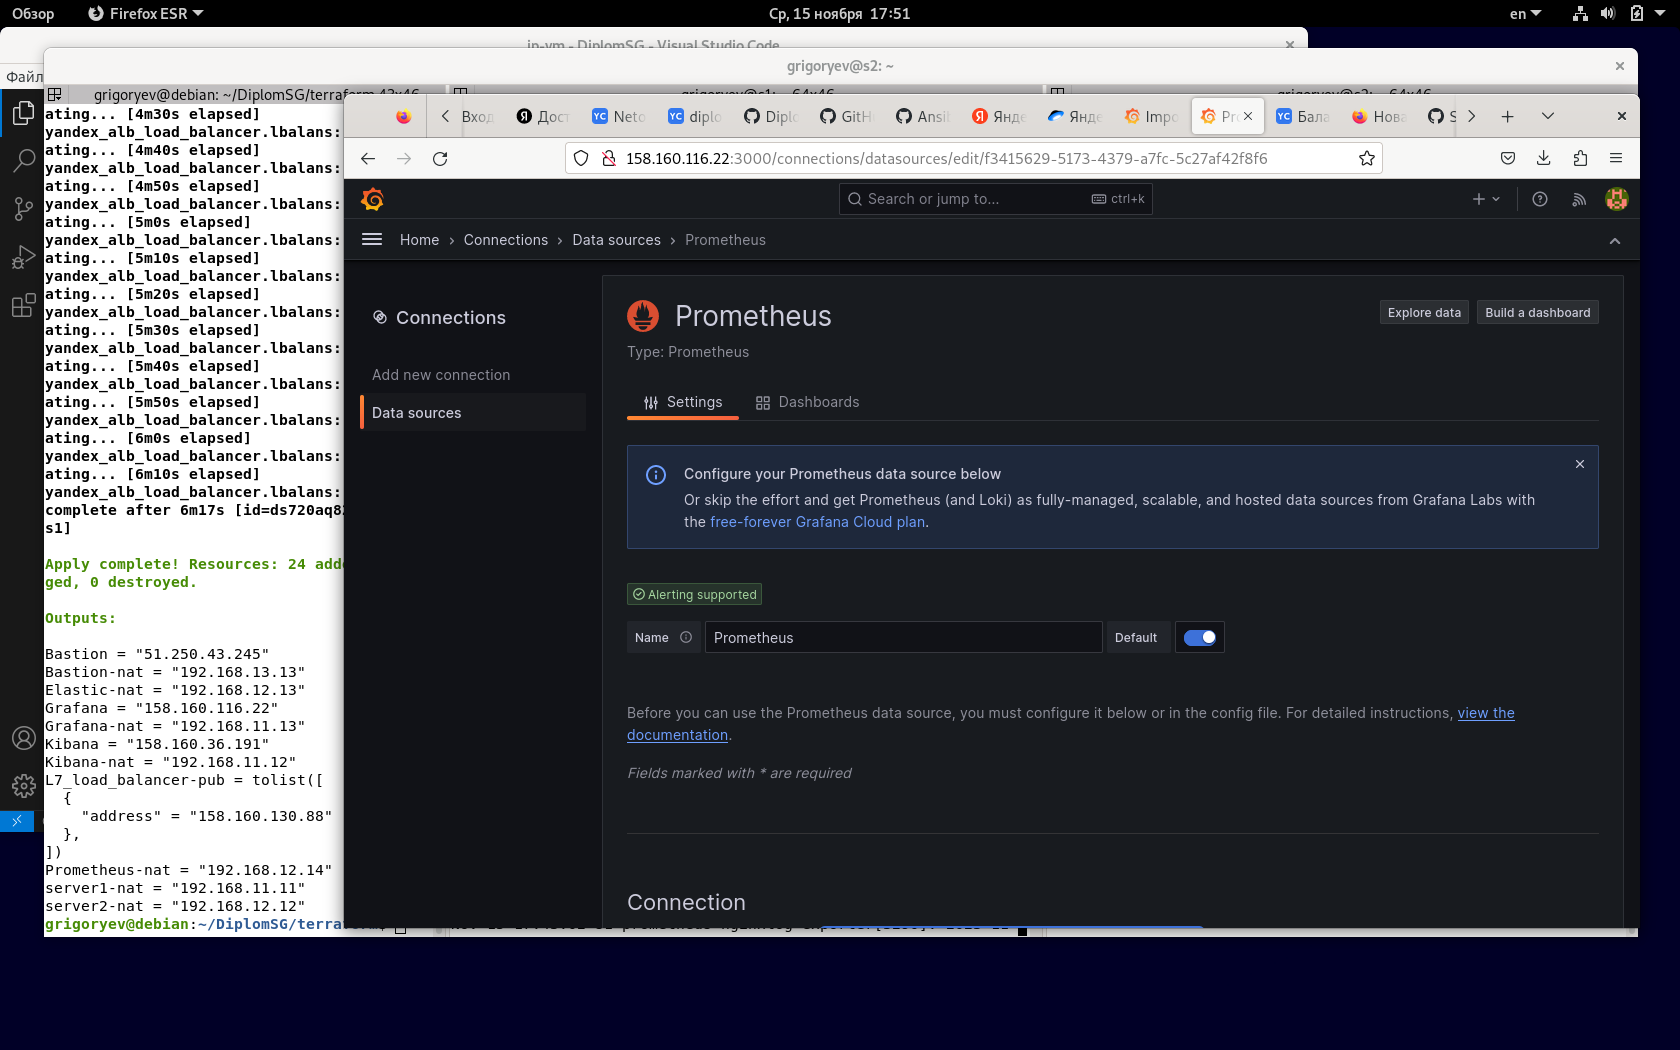 Обзор
Firefox ESR
Ср, 15 ноября 17:51
en
ip-vm - DiplomSG - Visual Studio Code
Файл
grigoryev@s2: ~
grigoryev@debian: ~/DiplomSG/terraform 43x46
grigoryev@s1: ~ 64x46
grigoryev@s2: ~ 64x46
ating... [4m30s elapsed]
yandex_alb_load_balancer.lbalans:
ating... [4m40s elapsed]
yandex_alb_load_balancer.lbalans:
ating... [4m50s elapsed]
yandex_alb_load_balancer.lbalans:
ating... [5m0s elapsed]
yandex_alb_load_balancer.lbalans:
ating... [5m10s elapsed]
yandex_alb_load_balancer.lbalans:
ating... [5m20s elapsed]
yandex_alb_load_balancer.lbalans:
ating... [5m30s elapsed]
yandex_alb_load_balancer.lbalans:
ating... [5m40s elapsed]
yandex_alb_load_balancer.lbalans:
ating... [5m50s elapsed]
yandex_alb_load_balancer.lbalans:
ating... [6m0s elapsed]
yandex_alb_load_balancer.lbalans:
ating... [6m10s elapsed]
yandex_alb_load_balancer.lbalans:
complete after 6m17s [id=ds720aq8
s1]
Apply complete! Resources: 24 adde
ged, 0 destroyed.
Outputs:
Bastion = "51.250.43.245"
Bastion-nat = "192.168.13.13"
Elastic-nat = "192.168.12.13"
Grafana = "158.160.116.22"
Grafana-nat = "192.168.11.13"
Kibana = "158.160.36.191"
Kibana-nat = "192.168.11.12"
L7_load_balancer-pub = tolist([
{
"address" = "158.160.130.88"
},
])
Prometheus-nat = "192.168.12.14"
server1-nat = "192.168.11.11"
server2-nat = "192.168.12.12"
grigoryev@debian:~/DiplomSG/terraform$
Вход
Дост
YC Neto
YC diplo
Diplo
GitH
Ansil
Янде
Янде
Impo
Pr
YC Бала
Нова
S
158.160.116.22:3000/connections/datasources/edit/f3415629-5173-4379-a7fc-5c27af42f8f6
Search or jump to...
ctrl+k
Home › Connections › Data sources › Prometheus
Connections
Add new connection
Data sources
Prometheus
Type: Prometheus
Explore data
Build a dashboard
Settings
Dashboards
Configure your Prometheus data source below
Or skip the effort and get Prometheus (and Loki) as fully-managed, scalable, and hosted data sources from Grafana Labs with
the free-forever Grafana Cloud plan.
Alerting supported
Name
Prometheus
Default
Before you can use the Prometheus data source, you must configure it below or in the config file. For detailed instructions, view the
documentation.
Fields marked with * are required
Connection